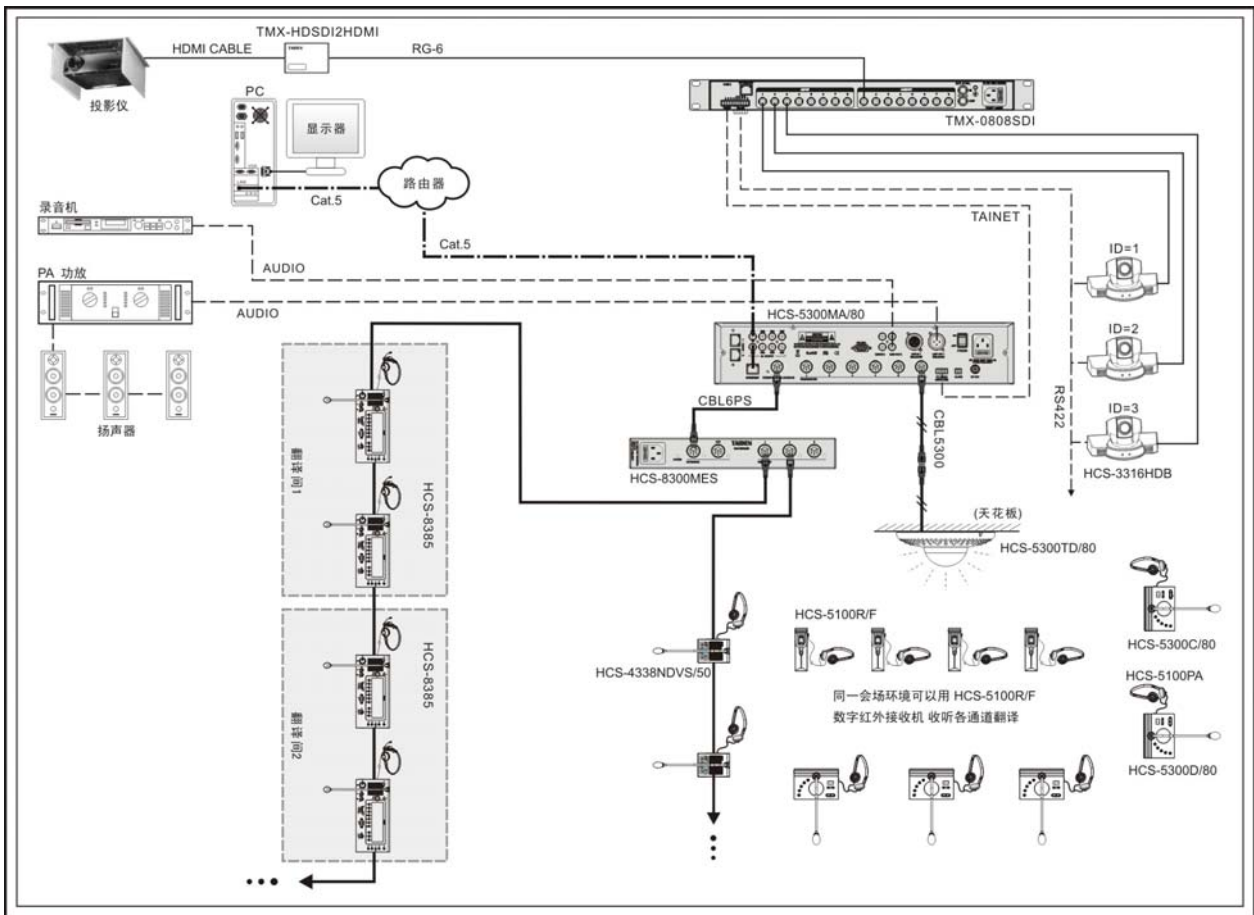 TMX-HDSDI2HDMI
HDMI CABLE
RG-6
投影仪
PC
显示器
TMX-0808SDI
路由器
Cat.5
录音机
TAINET
Cat.5
ID=1
PA 功放
AUDIO
AUDIO
HCS-5300MA/80
ID=2
RS422
CBL6PS
CBL5300
ID=3
扬声器
HCS-3316HDB
TAIDEN
HCS-8300MES
翻译间1
HCS-8385
(天花板)
HCS-5300TD/80
HCS-5100R/F
HCS-5300C/80
HCS-4338NDVS/50
HCS-5100PA
同一会场环境可以用 HCS-5100R/F
数字红外接收机 收听各通道翻译
HCS-8385
翻译间2
HCS-5300D/80